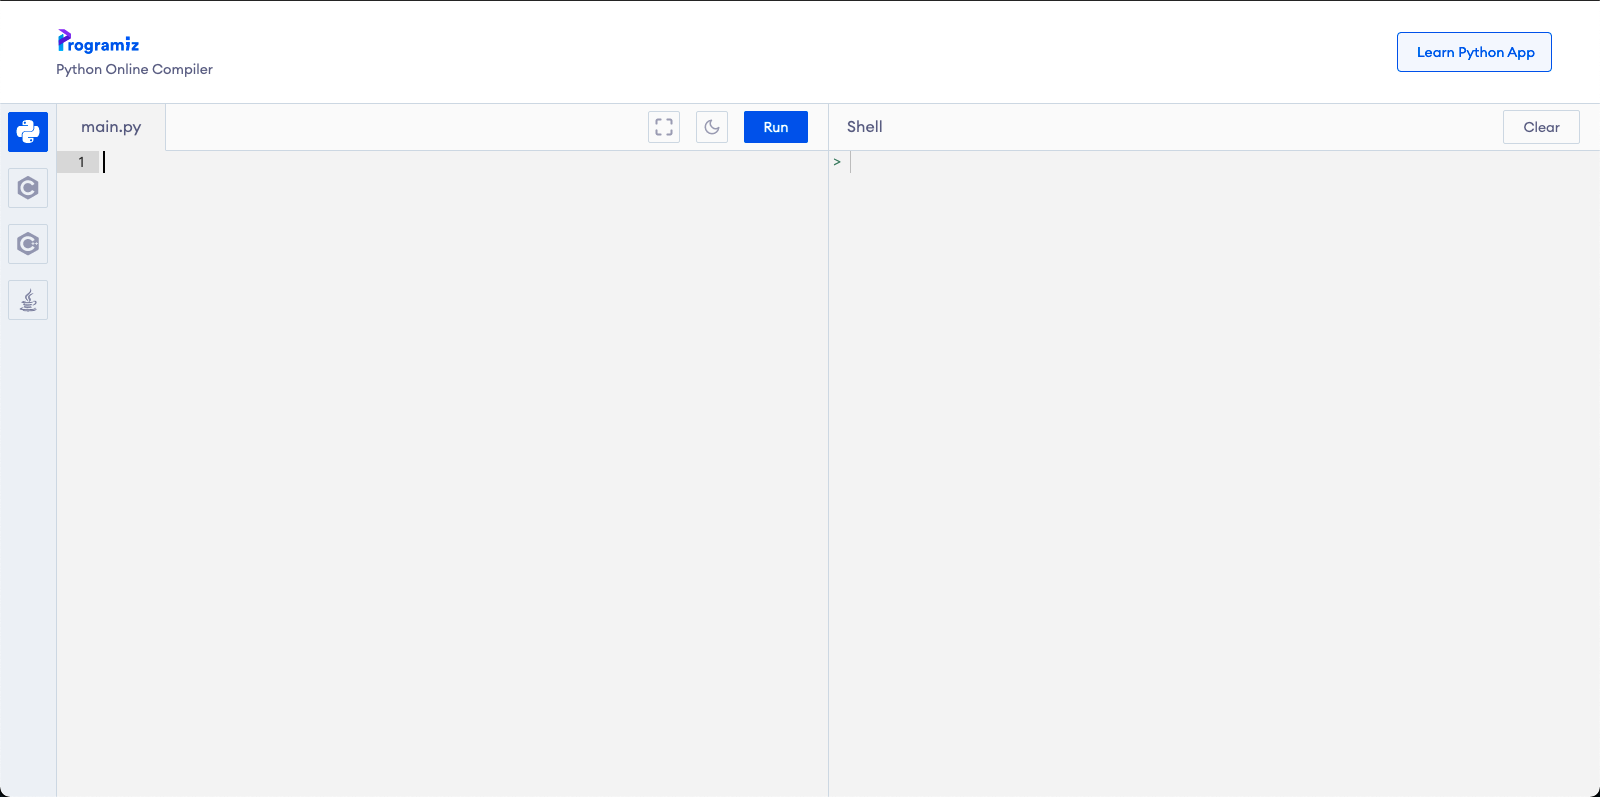 Programiz
Python Online Compiler
Learn Python App
main.py
Run
Shell
Clear
1
>